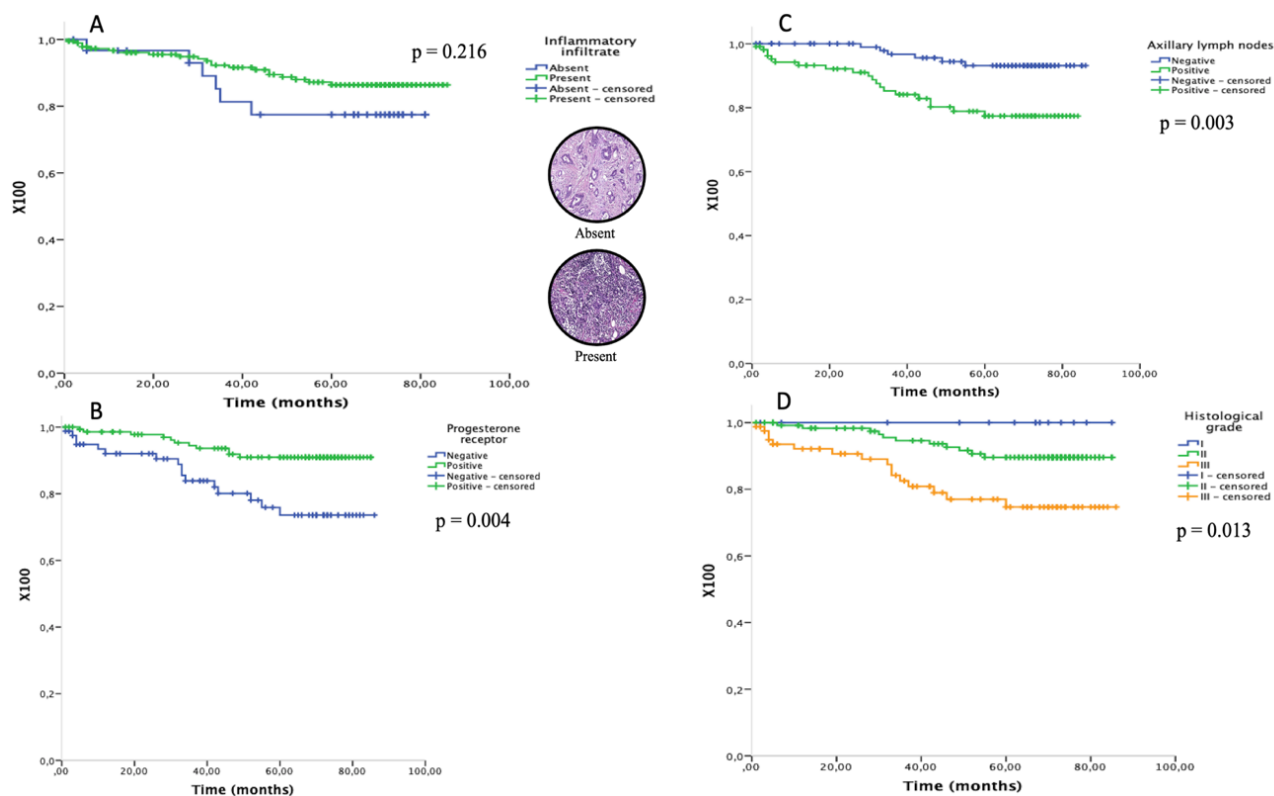 A
p = 0.216
Inflammatory
infiltrate
Absent
Present
Absent - censored
Present - censored
Absent
Present
1,0
0,8
0,6
0,4
0,2
0,0
X100
,00 20,00 40,00 60,00 80,00 100,00
Time (months)
C
Axillary lymph nodes
Negative
Positive
Negative - censored
Positive - censored
p = 0.003
1,0
0,8
0,6
0,4
0,2
0,0
X100
,00 20,00 40,00 60,00 80,00 100,00
Time (months)
B
Progesterone
receptor
Negative
Positive
Negative - censored
Positive - censored
p = 0.004
1,0
0,8
0,6
0,4
0,2
0,0
X100
,00 20,00 40,00 60,00 80,00 100,00
Time (months)
D
Histological
grade
I
II
III
I - censored
II - censored
III - censored
p = 0.013
1,0
0,8
0,6
0,4
0,2
0,0
X100
,00 20,00 40,00 60,00 80,00 100,00
Time (months)